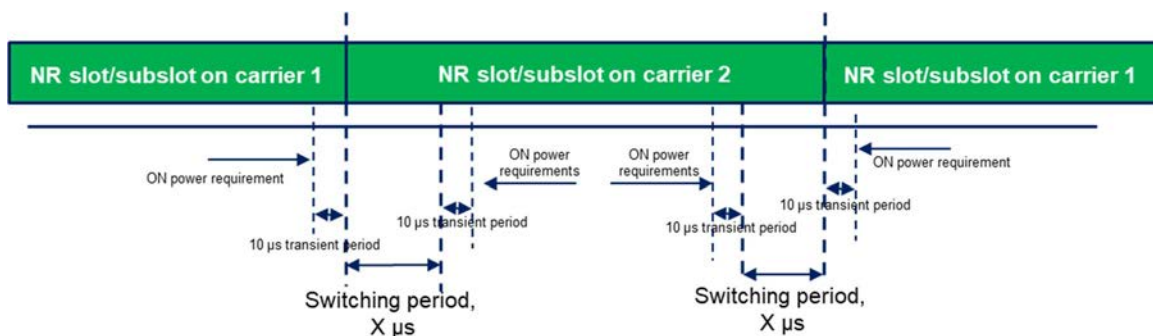 NR slot/subslot on carrier 1
NR slot/subslot on carrier 2
NR slot/subslot on carrier 1
ON power requirement
10 µs transient period
Switching period,
X µs
10 µs transient period
ON power
requirements
ON power
requirements
10 µs transient period
Switching period,
X µs
10 µs transient period
ON power requirement